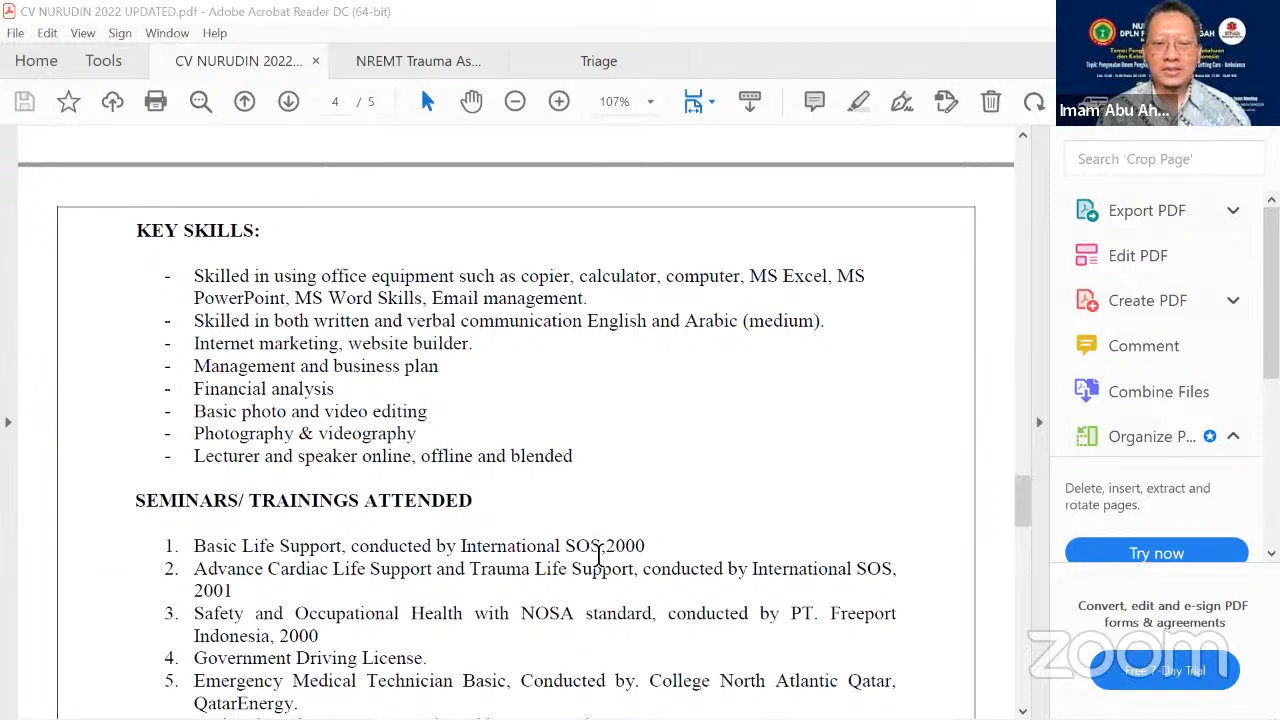 CV NURUDIN 2022 UPDATED.pdf - Adobe Acrobat Reader DC (64-bit)
File Edit View Sign Window Help
Home Tools CV NURUDIN 2022... × NREMT Trauma As... Triage
4 / 5 107%
Imam Abu Ah...
Search 'Crop Page'
Export PDF
Edit PDF
Create PDF
Comment
Combine Files
Organize P...
Delete, insert, extract and
rotate pages.
Try now
Convert, edit and e-sign PDF
forms & agreements
Free 7-Day Trial
zoom
KEY SKILLS:
- Skilled in using office equipment such as copier, calculator, computer, MS Excel, MS
PowerPoint, MS Word Skills, Email management.
- Skilled in both written and verbal communication English and Arabic (medium).
- Internet marketing, website builder.
- Management and business plan
- Financial analysis
- Basic photo and video editing
- Photography & videography
- Lecturer and speaker online, offline and blended
SEMINARS/ TRAININGS ATTENDED
1. Basic Life Support, conducted by International SOS,2000
2. Advance Cardiac Life Support and Trauma Life Support, conducted by International SOS,
2001
3. Safety and Occupational Health with NOSA standard, conducted by PT. Freeport
Indonesia, 2000
4. Government Driving License.
5. Emergency Medical Technician Basic, Conducted by. College North Atlantic Qatar,
QatarEnergy.